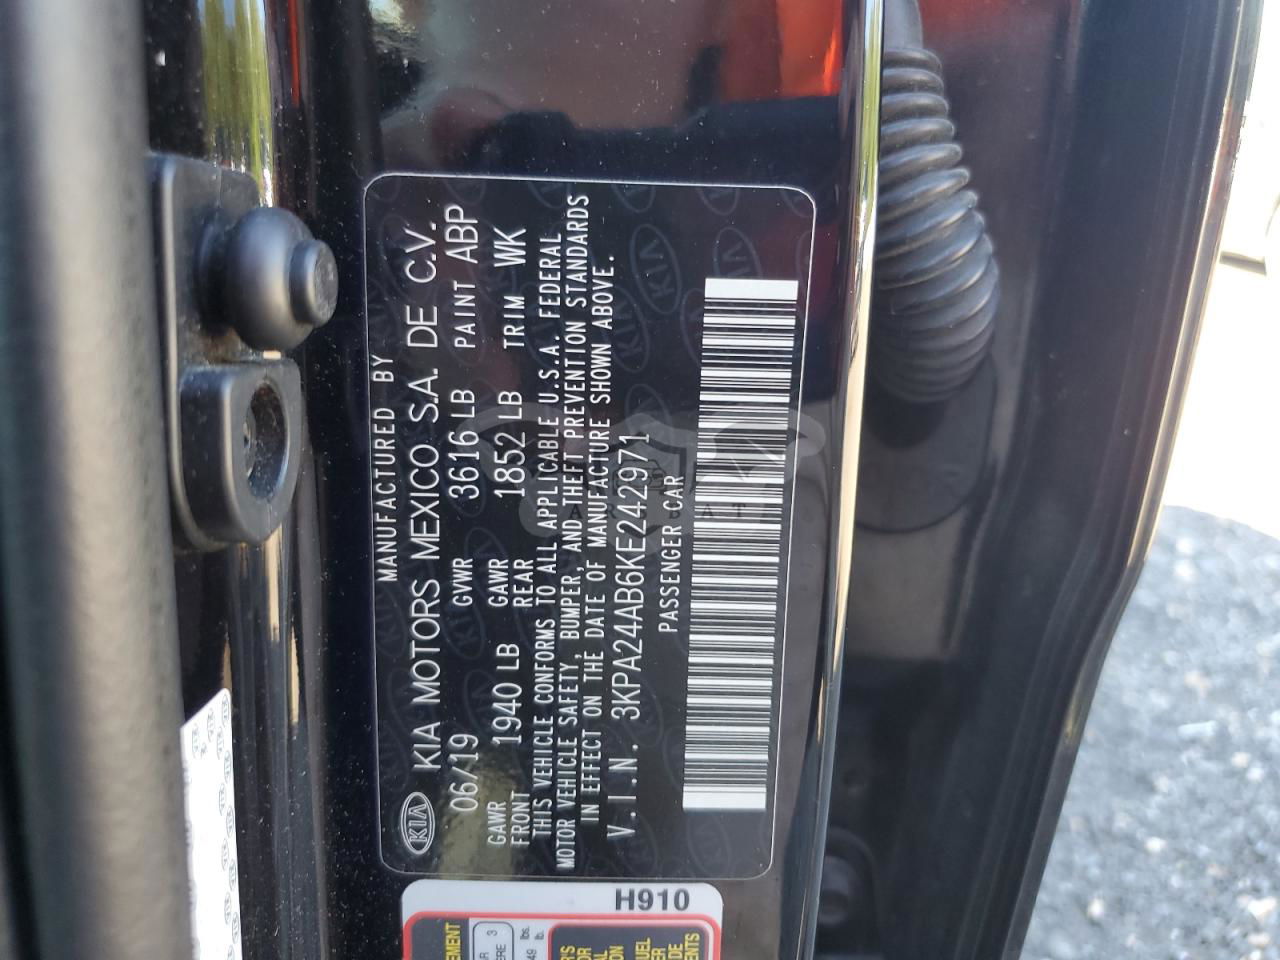 MANUFACTURED BY
KIA KIA MOTORS MEXICO S.A. DE C.V.
06/19 GVWR 3616 LB PAINT ABP
GAWR FRONT 1940 LB GAWR REAR 1852 LB TRIM WK
THIS VEHICLE CONFORMS TO ALL APPLICABLE U.S.A. FEDERAL
MOTOR VEHICLE SAFETY, BUMPER, AND THEFT PREVENTION STANDARDS
IN EFFECT ON THE DATE OF MANUFACTURE SHOWN ABOVE.
V.I.N. 3KPA24AB6KE242971
PASSENGER CAR
H910